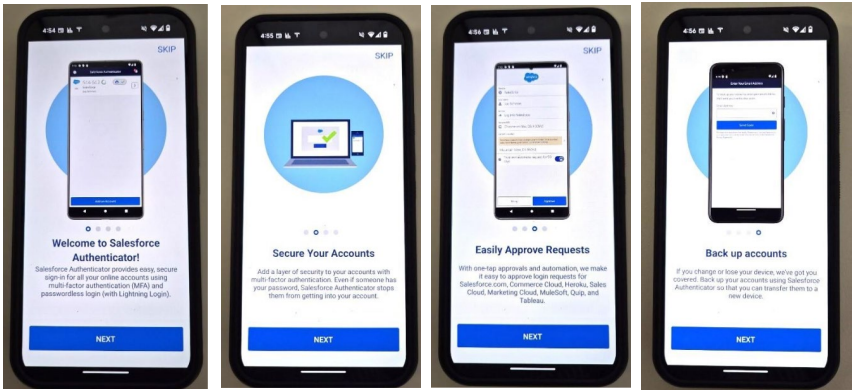 4:54
SKIP
Salesforce Authenticator
Welcome to Salesforce
Authenticator!
Salesforce Authenticator provides easy, secure
sign-in for all your online accounts using
multi-factor authentication (MFA) and
passwordless login (with Lightning Login).
NEXT
4:55
SKIP
Secure Your Accounts
Add a layer of security to your accounts with
multi-factor authentication. Even if someone has
your password, Salesforce Authenticator stops
them from getting into your account.
NEXT
4:56
SKIP
Easily Approve Requests
With one-tap approvals and automation, we make
it easy to approve login requests for
Salesforce.com, Commerce Cloud, Heroku, Sales
Cloud, Marketing Cloud, MuleSoft, Quip, and
Tableau.
NEXT
4:56
Enter Your Email Address
Back up accounts
If you change or lose your device, we've got you
covered. Back up your accounts using Salesforce
Authenticator so that you can transfer them to a
new device.
NEXT